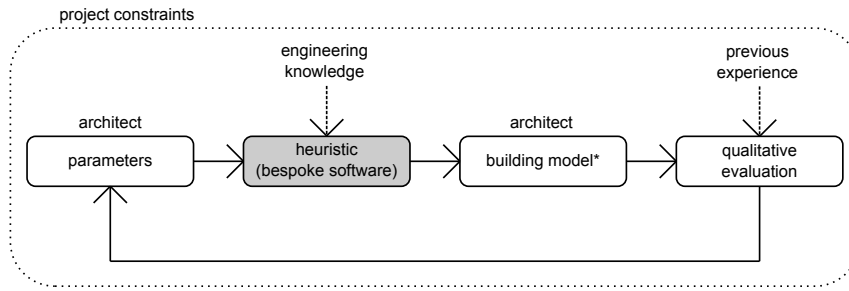 project constraints
engineering
knowledge
previous
experience
architect
architect
parameters
heuristic
(bespoke software)
building model*
qualitative
evaluation